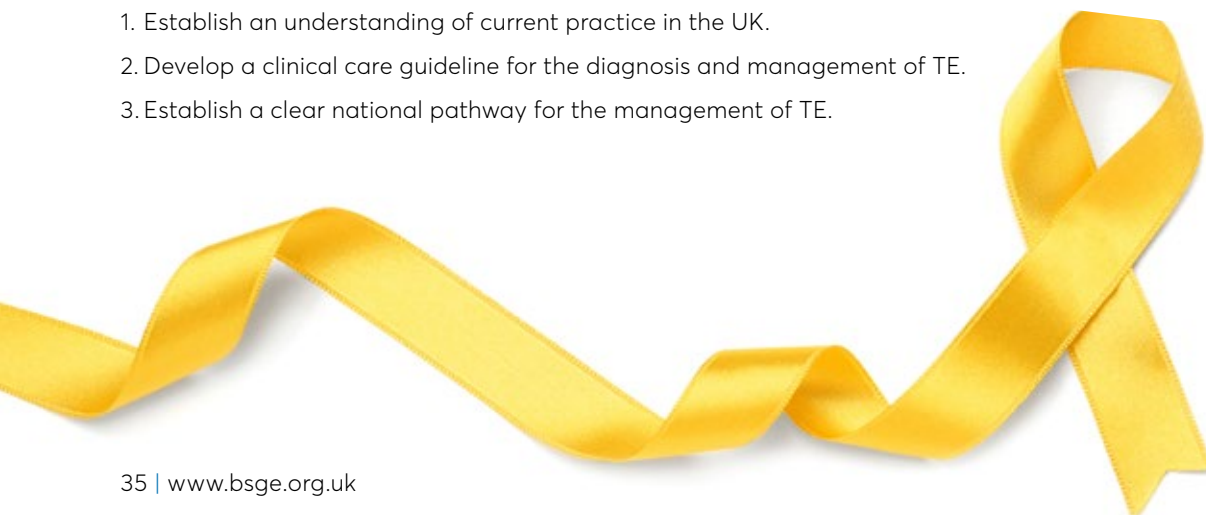 1. Establish an understanding of current practice in the UK.
2. Develop a clinical care guideline for the diagnosis and management of TE.
3. Establish a clear national pathway for the management of TE.
35 | www.bsge.org.uk